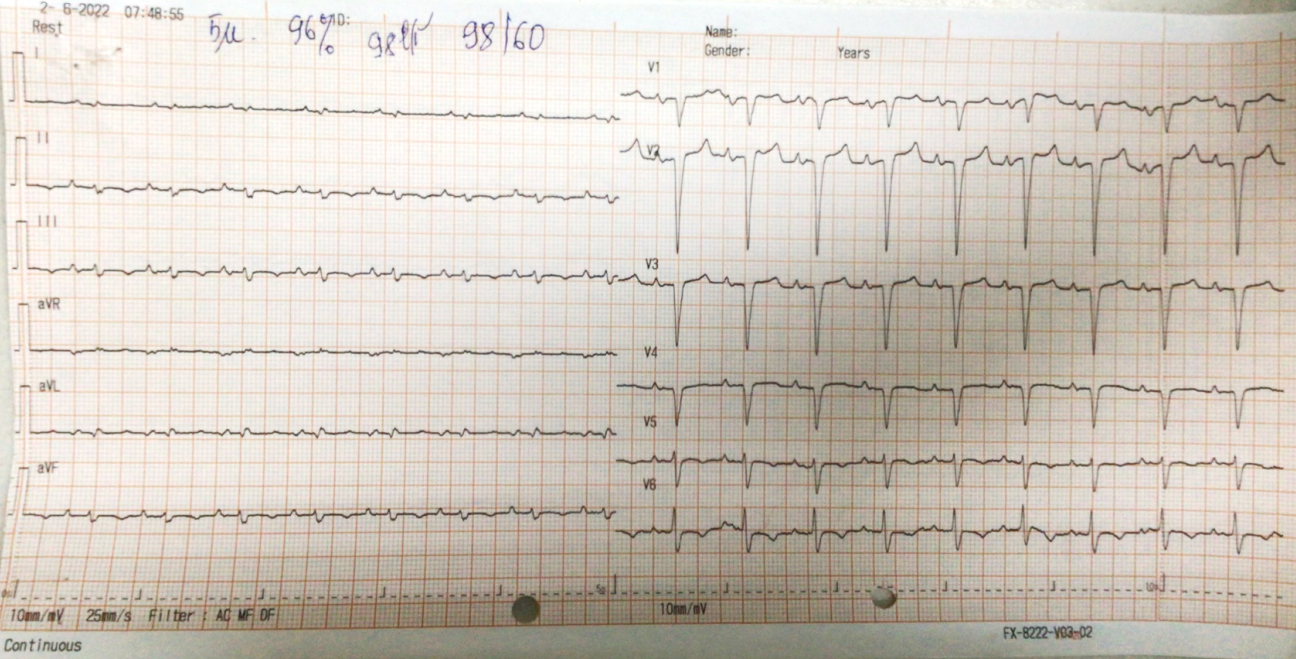 2- 6-2022 07:48:55
Rest ID:
96% 98 98/60
Name:
Gender: Years
I
II
III
aVR
aVL
aVF
V1
V2
V3
V4
V5
V6
10mm/mV 25mm/s Filter : AC MF DF
10mm/mV
FX-8222-V03-02
Continuous